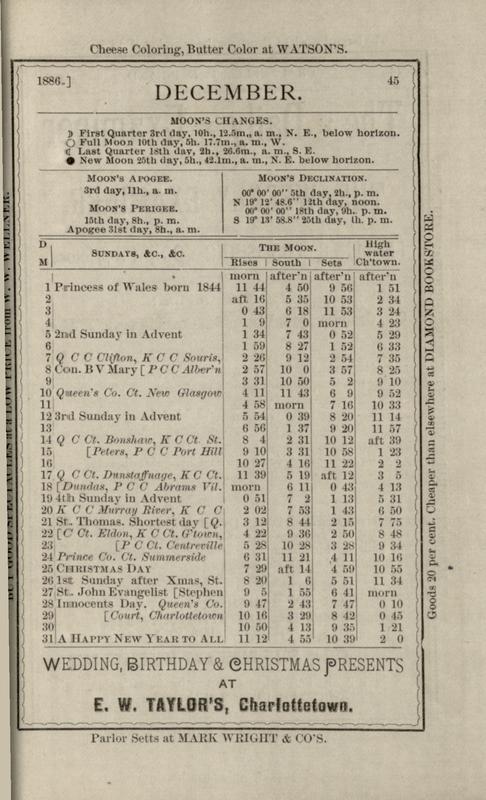 Cheese Coloring, Butter Color at WATSON'S.
1886.] 45
DECEMBER.
MOON'S CHANGES.
☽ First Quarter 3rd day, 10h., 12.5m., a. m., N. E., below horizon.
○ Full Moon 10th day, 5h. 17.7m., a. m., W.
☾ Last Quarter 18th day, 2h., 26.6m., a. m., S. E.
● New Moon 25th day, 5h., 42.1m., a. m., N. E. below horizon.
MOON'S APOGEE.
3rd day, 11h., a. m.
MOON'S PERIGEE.
15th day, 8h., p. m.
Apogee 31st day, 8h., a. m.
MOON'S DECLINATION.
00° 00' 00" 5th day, 2h., p. m.
N 19° 12' 48.6" 12th day, noon.
00° 00' 00" 18th day, 9h. p. m.
S 19° 13' 58.8" 25th day, 1h. p. m.
D M SUNDAYS, &C., &C. THE MOON. Rises South Sets High water Ch'town.
morn after'n after'n after'n
1 Princess of Wales born 1844 11 44 4 50 9 56 1 51
2 aft 16 5 35 10 53 2 34
3 0 43 6 18 11 53 3 24
4 1 9 7 0 morn 4 23
5 2nd Sunday in Advent 1 34 7 43 0 52 5 29
6 1 59 8 27 1 52 6 33
7 Q C C Clifton, K C C Souris, 2 26 9 12 2 54 7 35
8 Con. B V Mary [P C C Alber'n 2 57 10 0 3 57 8 25
9 3 31 10 50 5 2 9 10
10 Queen's Co. Ct. New Glasgow 4 11 11 43 6 9 9 52
11 4 58 morn 7 16 10 33
12 3rd Sunday in Advent 5 54 0 39 8 20 11 14
13 6 56 1 37 9 20 11 57
14 Q C Ct. Bonshaw, K C Ct. St. 8 4 2 31 10 12 aft 39
15 [Peters, P C C Port Hill 9 10 3 31 10 58 1 23
16 10 27 4 16 11 22 2 2
17 Q C Ct. Dunstaffnage, K C Ct. 11 39 5 19 aft 12 3 5
18 [Dundas, P C C Abrams Vil. morn 6 11 0 43 4 13
19 4th Sunday in Advent 0 51 7 2 1 13 5 31
20 K C C Murray River, K C C 2 02 7 53 1 43 6 50
21 St. Thomas. Shortest day [Q. 3 12 8 44 2 15 7 75
22 [C Ct. Eldon, K C Ct. G'town, 4 22 9 36 2 50 8 48
23 [P C Ct. Centreville 5 28 10 28 3 28 9 34
24 Prince Co. Ct. Summerside 6 31 11 21 4 11 10 16
25 CHRISTMAS DAY 7 29 aft 14 4 59 10 55
26 1st Sunday after Xmas, St. 8 20 1 6 5 51 11 34
27 St. John Evangelist [Stephen 9 5 1 55 6 41 morn
28 Innocents Day. Queen's Co. 9 47 2 43 7 47 0 10
29 [Court, Charlottetown 10 16 3 29 8 42 0 45
30 10 50 4 13 9 35 1 21
31 A HAPPY NEW YEAR TO ALL 11 12 4 55 10 39 2 0
WEDDING, BIRTHDAY & CHRISTMAS PRESENTS
AT
E. W. TAYLOR'S, Charlottetown.
Parlor Setts at MARK WRIGHT & CO'S.
Goods 20 per cent. Cheaper than elsewhere at DIAMOND BOOKSTORE.